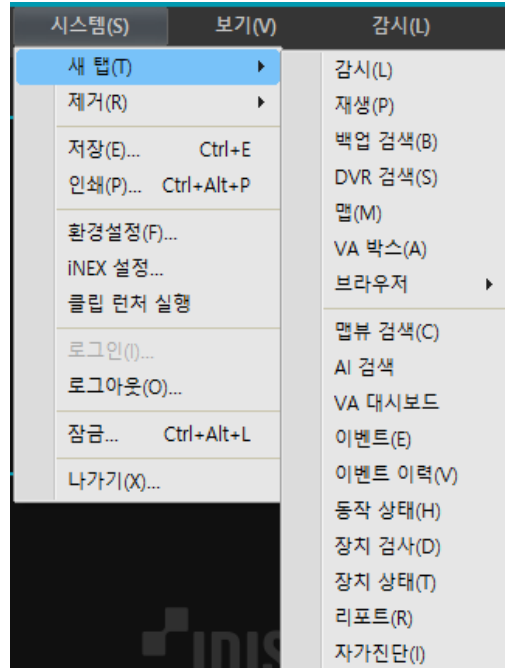 시스템(S) 보기(V) 감시(L)
새 탭(T)
제거(R)
저장(E)... Ctrl+E
인쇄(P)... Ctrl+Alt+P
환경설정(F)...
iNEX 설정...
클립 런처 실행
로그인(I)...
로그아웃(O)...
잠금... Ctrl+Alt+L
나가기(X)...
감시(L)
재생(P)
백업 검색(B)
DVR 검색(S)
맵(M)
VA 박스(A)
브라우저
맵뷰 검색(C)
AI 검색
VA 대시보드
이벤트(E)
이벤트 이력(V)
동작 상태(H)
장치 검사(D)
장치 상태(T)
리포트(R)
자가진단(I)